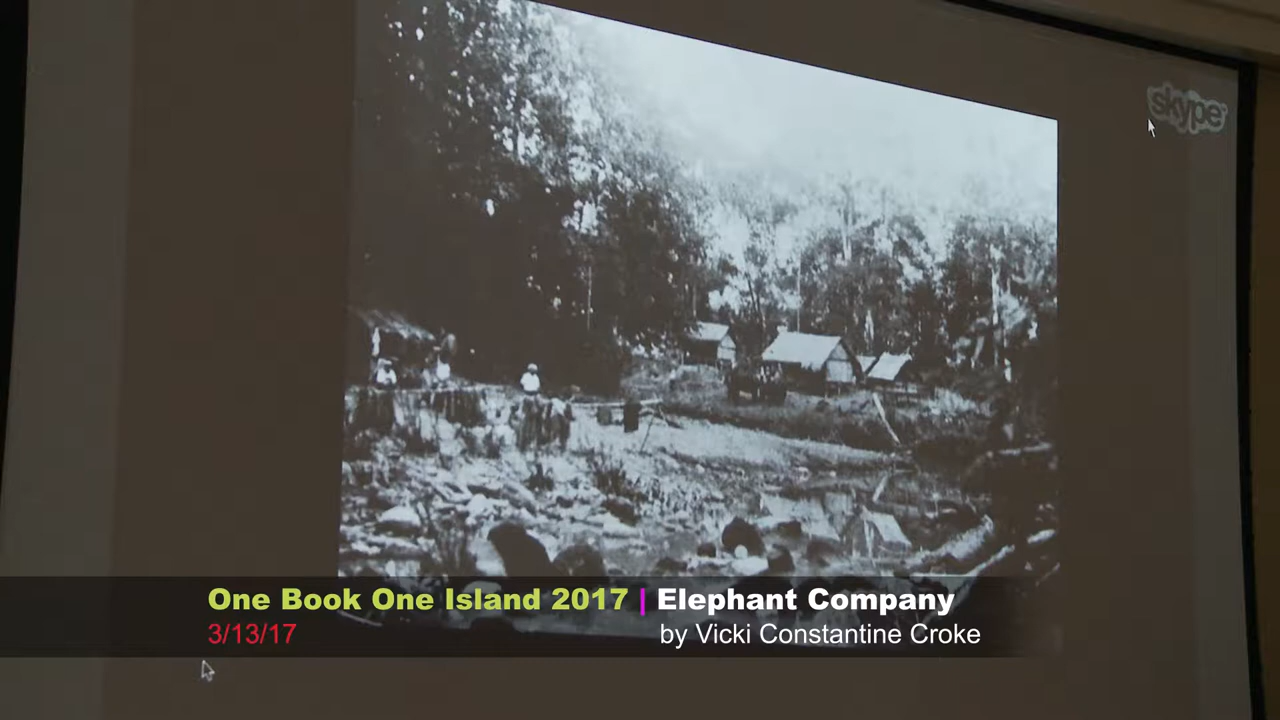 skype
One Book One Island 2017 | Elephant Company
3/13/17 by Vicki Constantine Croke